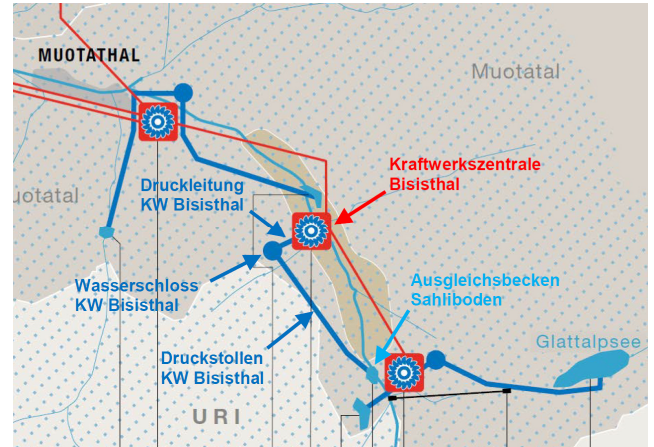 MUOTATHAL
Muotatal
Kraftwerkszentrale
Bisisthal
Druckleitung
KW Bisisthal
uotatal
Wasserschloss
KW Bisisthal
Ausgleichsbecken
Sahliboden
Druckstollen
KW Bisisthal
Glattalpsee
URI